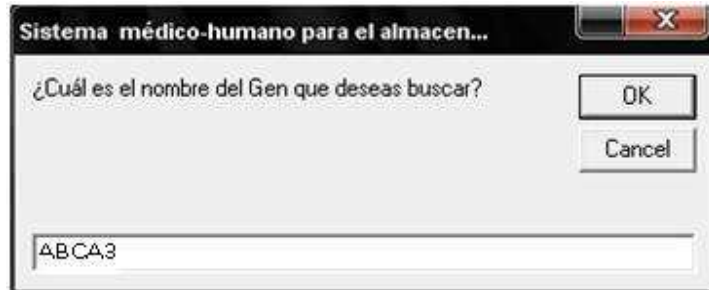 Sistema médico-humano para el almacen...
¿Cuál es el nombre del Gen que deseas buscar?
OK
Cancel
ABCA3